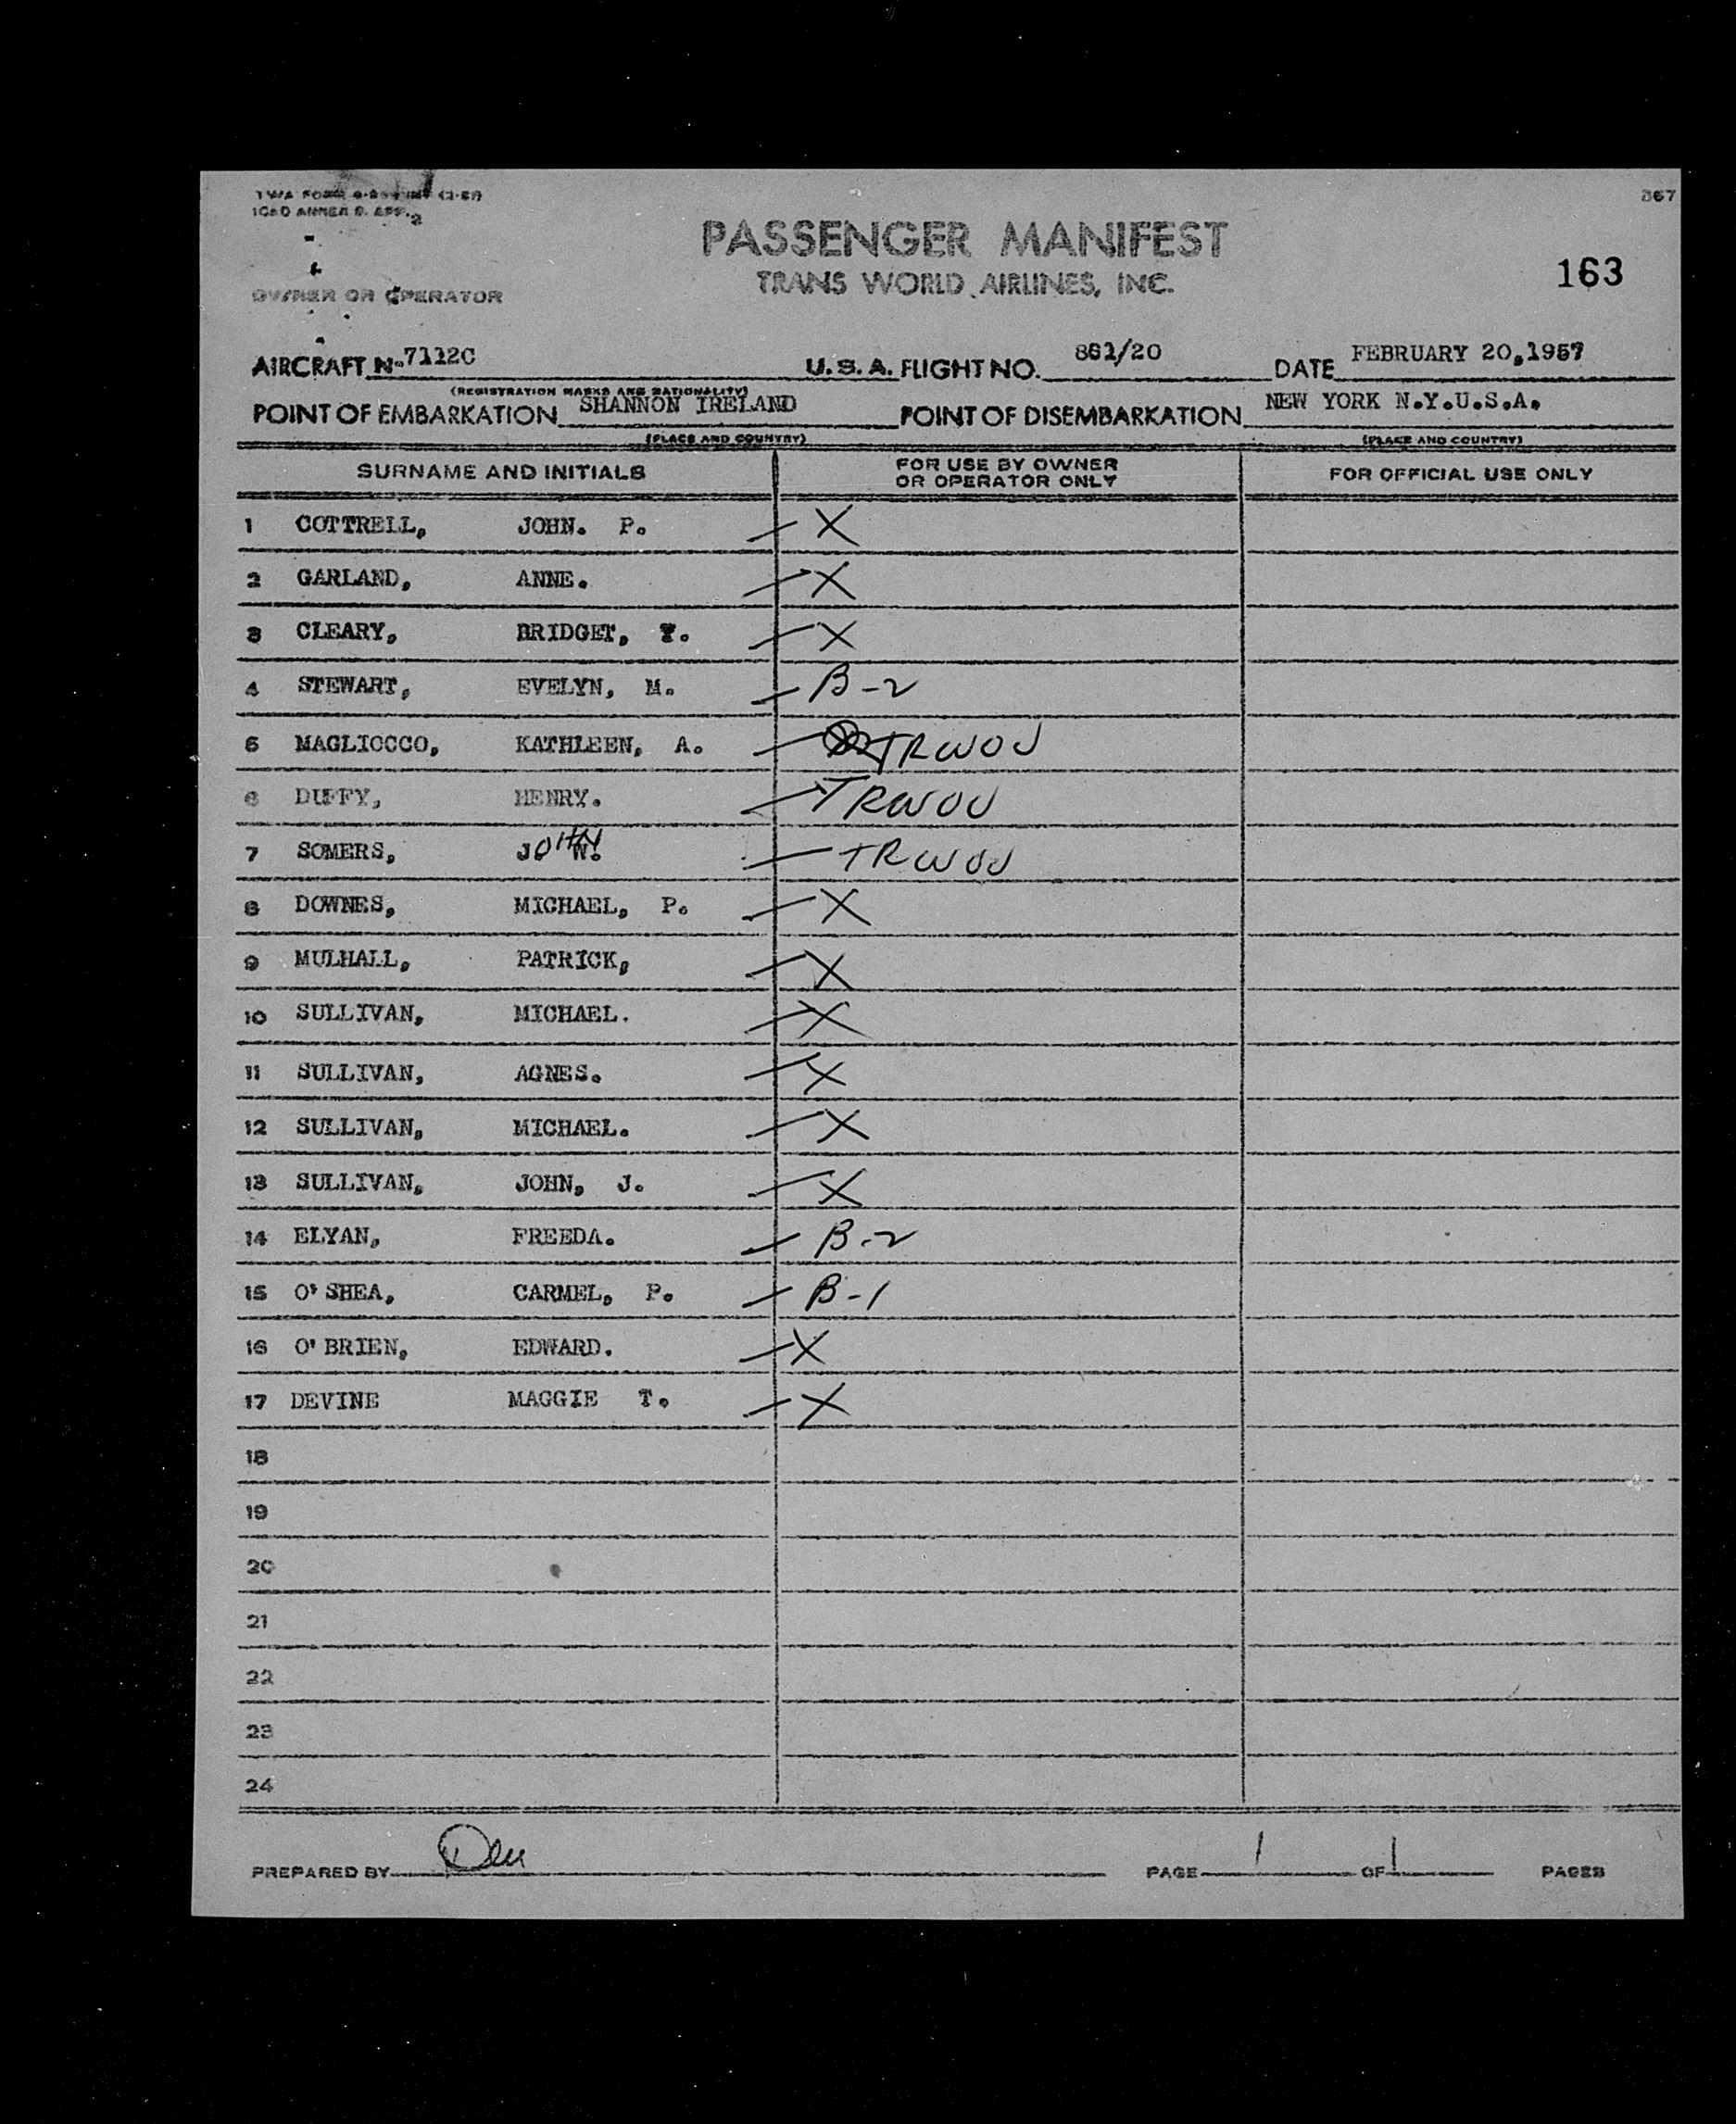 367
PASSENGER MANIFEST
TRANS WORLD AIRLINES, INC.
163
OWNER OR OPERATOR
AIRCRAFT N-7112C U.S.A. FLIGHT NO. 861/20 DATE FEBRUARY 20,1957
(REGISTRATION MARKS AND NATIONALITY)
POINT OF EMBARKATION SHANNON IRELAND POINT OF DISEMBARKATION NEW YORK N.Y.U.S.A.
(PLACE AND COUNTRY) (PLACE AND COUNTRY)
SURNAME AND INITIALS FOR USE BY OWNER OR OPERATOR ONLY FOR OFFICIAL USE ONLY
1 COTTRELL, JOHN. P. X
2 GARLAND, ANNE. X
3 CLEARY, BRIDGET, T. X
4 STEWART, EVELYN, M. B-2
5 MAGLIOCCO, KATHLEEN, A. TRWOV
6 DUFFY, HENRY. TRWOV
7 SOMERS, JOHN W. TRWOV
8 DOWNES, MICHAEL, P. X
9 MULHALL, PATRICK, X
10 SULLIVAN, MICHAEL. X
11 SULLIVAN, AGNES. X
12 SULLIVAN, MICHAEL. X
13 SULLIVAN, JOHN, J. X
14 ELYAN, FREEDA. B-2
15 O'SHEA, CARMEL, P. B-1
16 O'BRIEN, EDWARD. X
17 DEVINE MAGGIE T. X
18
19
20
21
22
23
24
PREPARED BY PAGE 1 OF 1 PAGES